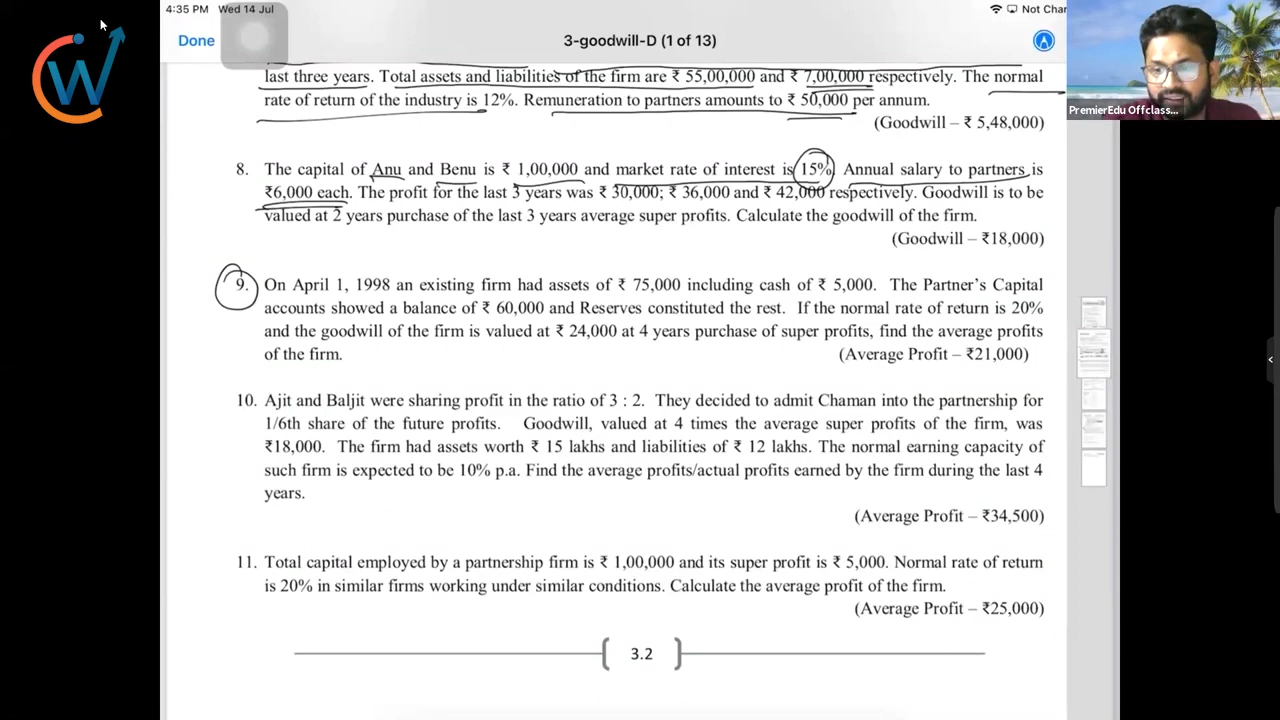 4:35 PM Wed 14 Jul
Not Char
Done
3-goodwill-D (1 of 13)
last three years. Total assets and liabilities of the firm are ₹ 55,00,000 and ₹ 7,00,000 respectively. The normal
rate of return of the industry is 12%. Remuneration to partners amounts to ₹ 50,000 per annum.
(Goodwill – ₹ 5,48,000)
8. The capital of Anu and Benu is ₹ 1,00,000 and market rate of interest is 15%. Annual salary to partners is
₹6,000 each. The profit for the last 3 years was ₹ 30,000; ₹ 36,000 and ₹ 42,000 respectively. Goodwill is to be
valued at 2 years purchase of the last 3 years average super profits. Calculate the goodwill of the firm.
(Goodwill – ₹18,000)
9. On April 1, 1998 an existing firm had assets of ₹ 75,000 including cash of ₹ 5,000. The Partner's Capital
accounts showed a balance of ₹ 60,000 and Reserves constituted the rest. If the normal rate of return is 20%
and the goodwill of the firm is valued at ₹ 24,000 at 4 years purchase of super profits, find the average profits
of the firm.
(Average Profit – ₹21,000)
10. Ajit and Baljit were sharing profit in the ratio of 3 : 2. They decided to admit Chaman into the partnership for
1/6th share of the future profits. Goodwill, valued at 4 times the average super profits of the firm, was
₹18,000. The firm had assets worth ₹ 15 lakhs and liabilities of ₹ 12 lakhs. The normal earning capacity of
such firm is expected to be 10% p.a. Find the average profits/actual profits earned by the firm during the last 4
years.
(Average Profit – ₹34,500)
11. Total capital employed by a partnership firm is ₹ 1,00,000 and its super profit is ₹ 5,000. Normal rate of return
is 20% in similar firms working under similar conditions. Calculate the average profit of the firm.
(Average Profit – ₹25,000)
3.2
PremierEdu Offclass...